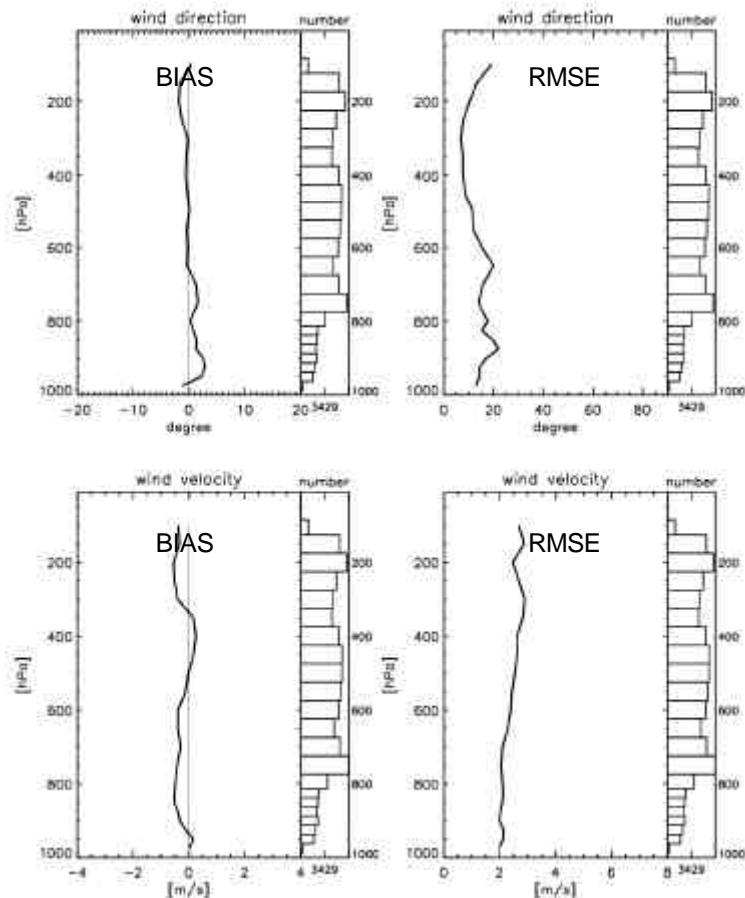 wind direction number wind direction number
BIAS RMSE
200 200 200 200
400 400 400 400
[hPa] [hPa]
600 600 600 600
800 800 800 800
1000 1000 1000 1000
-20 -10 0 10 20 3429 0 20 40 60 80 3429
degree degree
wind velocity number wind velocity number
BIAS RMSE
200 200 200 200
400 400 400 400
[hPa] [hPa]
600 600 600 600
800 800 800 800
1000 1000 1000 1000
-4 -2 0 2 4 3429 0 2 4 6 8 3429
[m/s] [m/s]